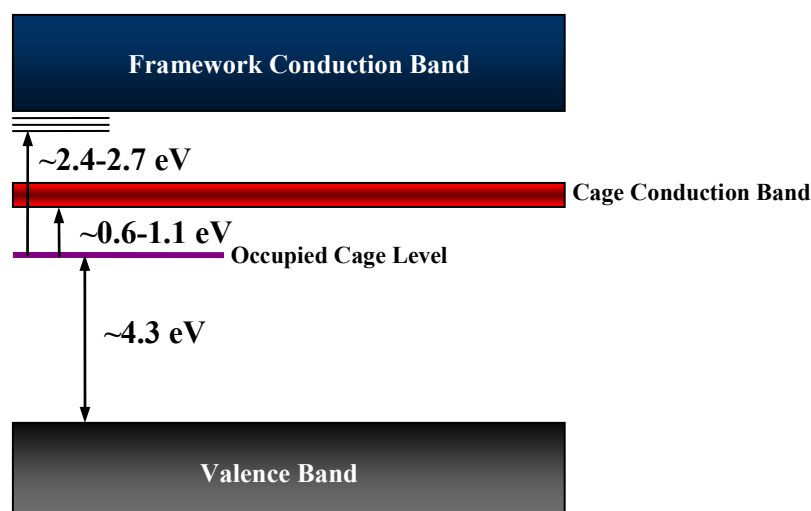 Framework Conduction Band
~2.4-2.7 eV
Cage Conduction Band
~0.6-1.1 eV
Occupied Cage Level
~4.3 eV
Valence Band